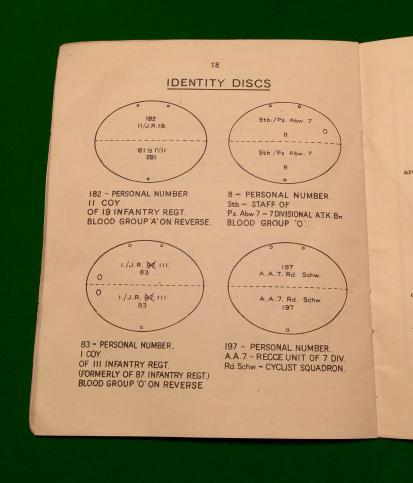 18
IDENTITY DISCS
182
11/J.R.19.
11/J.R.19.
182
Stb./Pz. Abw. 7
8
O
Stb./Pz. Abw. 7
8
182 - PERSONAL NUMBER.
11 COY
OF 19 INFANTRY REGT.
BLOOD GROUP 'A' ON REVERSE.
8 - PERSONAL NUMBER.
Stb - STAFF OF
Pz. Abw 7 - 7 DIVISIONAL A.T.K. Bn
BLOOD GROUP 'O'.
1./J.R. 87. 111.
83
O
O
1./J.R. 87. 111.
83
197
A.A.7. Rd. Schw.
A.A.7. Rd. Schw.
197
83 - PERSONAL NUMBER.
1 COY.
OF 111 INFANTRY REGT
(FORMERLY OF 87 INFANTRY REGT.)
BLOOD GROUP 'O' ON REVERSE
197 - PERSONAL NUMBER.
A.A.7. - RECCE UNIT OF 7 DIV.
Rd. Schw. - CYCLIST SQUADRON.